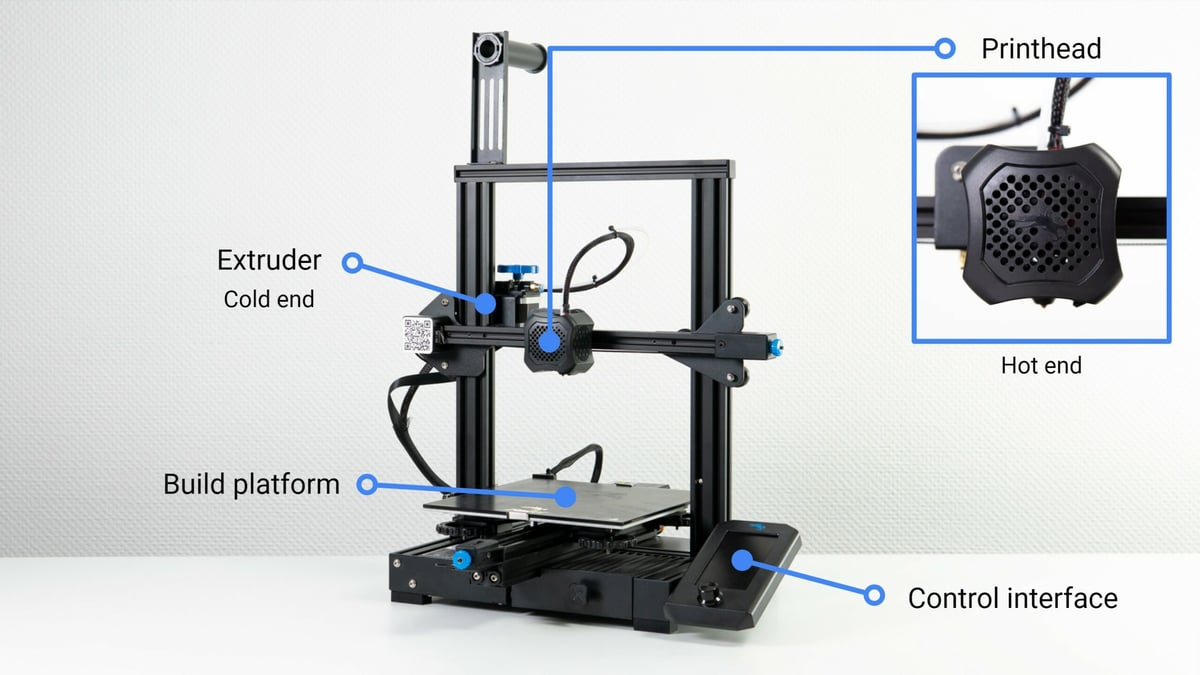 Printhead
Extruder
Cold end
Hot end
Build platform
Control interface